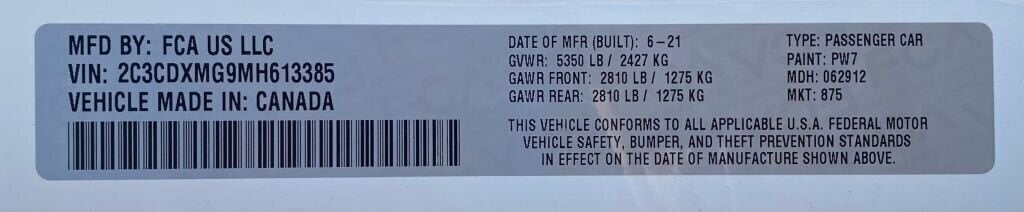 MFD BY: FCA US LLC
VIN: 2C3CDXMG9MH613385
VEHICLE MADE IN: CANADA
DATE OF MFR (BUILT): 6-21
GVWR: 5350 LB / 2427 KG
GAWR FRONT: 2810 LB / 1275 KG
GAWR REAR: 2810 LB / 1275 KG
TYPE: PASSENGER CAR
PAINT: PW7
MDH: 062912
MKT: 875
THIS VEHICLE CONFORMS TO ALL APPLICABLE U.S.A. FEDERAL MOTOR
VEHICLE SAFETY, BUMPER, AND THEFT PREVENTION STANDARDS
IN EFFECT ON THE DATE OF MANUFACTURE SHOWN ABOVE.